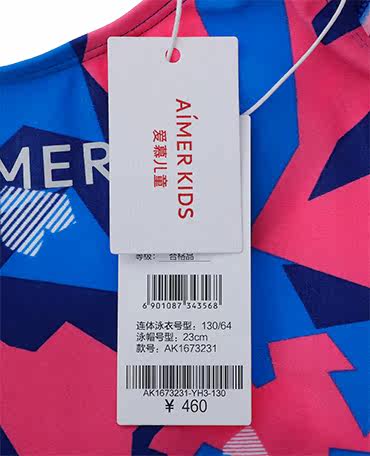 AÍMER KIDS
爱慕儿童
MER
等级： 合格品
6 901087 343568
连体泳衣号型：130/64
泳帽号型：23cm
款号：AK1673231
AK1673231-YH3-130
¥ 460